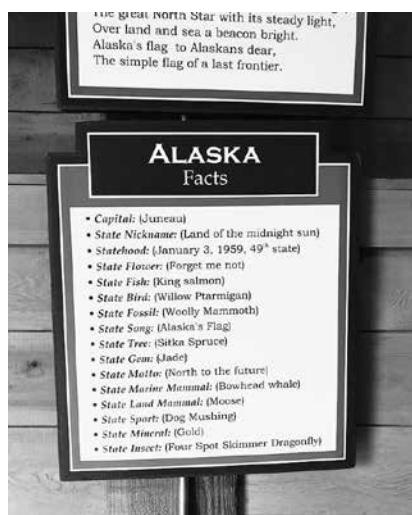 The great North Star with its steady light,
Over land and sea a beacon bright.
Alaska's flag to Alaskans dear,
The simple flag of a last frontier.
ALASKA
Facts
• Capital: (Juneau)
• State Nickname: (Land of the midnight sun)
• Statehood: (January 3, 1959, 49th state)
• State Flower: (Forget me not)
• State Fish: (King salmon)
• State Bird: (Willow Ptarmigan)
• State Fossil: (Woolly Mammoth)
• State Song: (Alaska's Flag)
• State Tree: (Sitka Spruce)
• State Gem: (Jade)
• State Motto: (North to the future)
• State Marine Mammal: (Bowhead whale)
• State Land Mammal: (Moose)
• State Sport: (Dog Mushing)
• State Mineral: (Gold)
• State Insect: (Four Spot Skimmer Dragonfly)